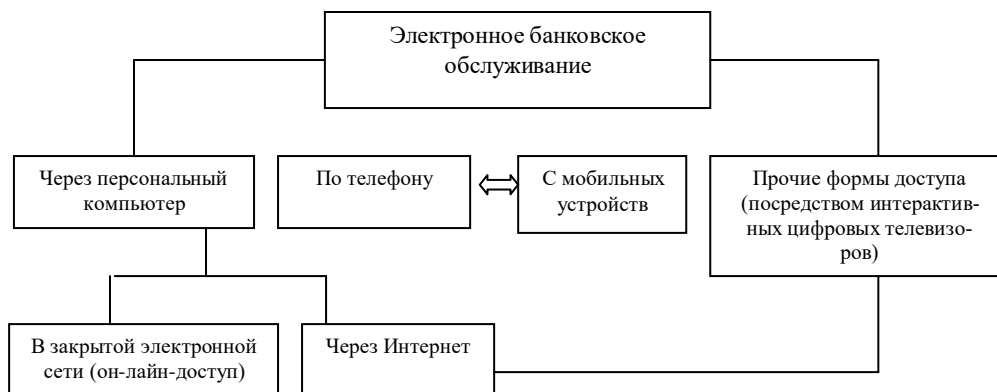 Электронное банковское
обслуживание
Через персональный
компьютер
По телефону
С мобильных
устройств
Прочие формы доступа
(посредством интерактив-
ных цифровых телевизо-
ров)
В закрытой электронной
сети (он-лайн-доступ)
Через Интернет